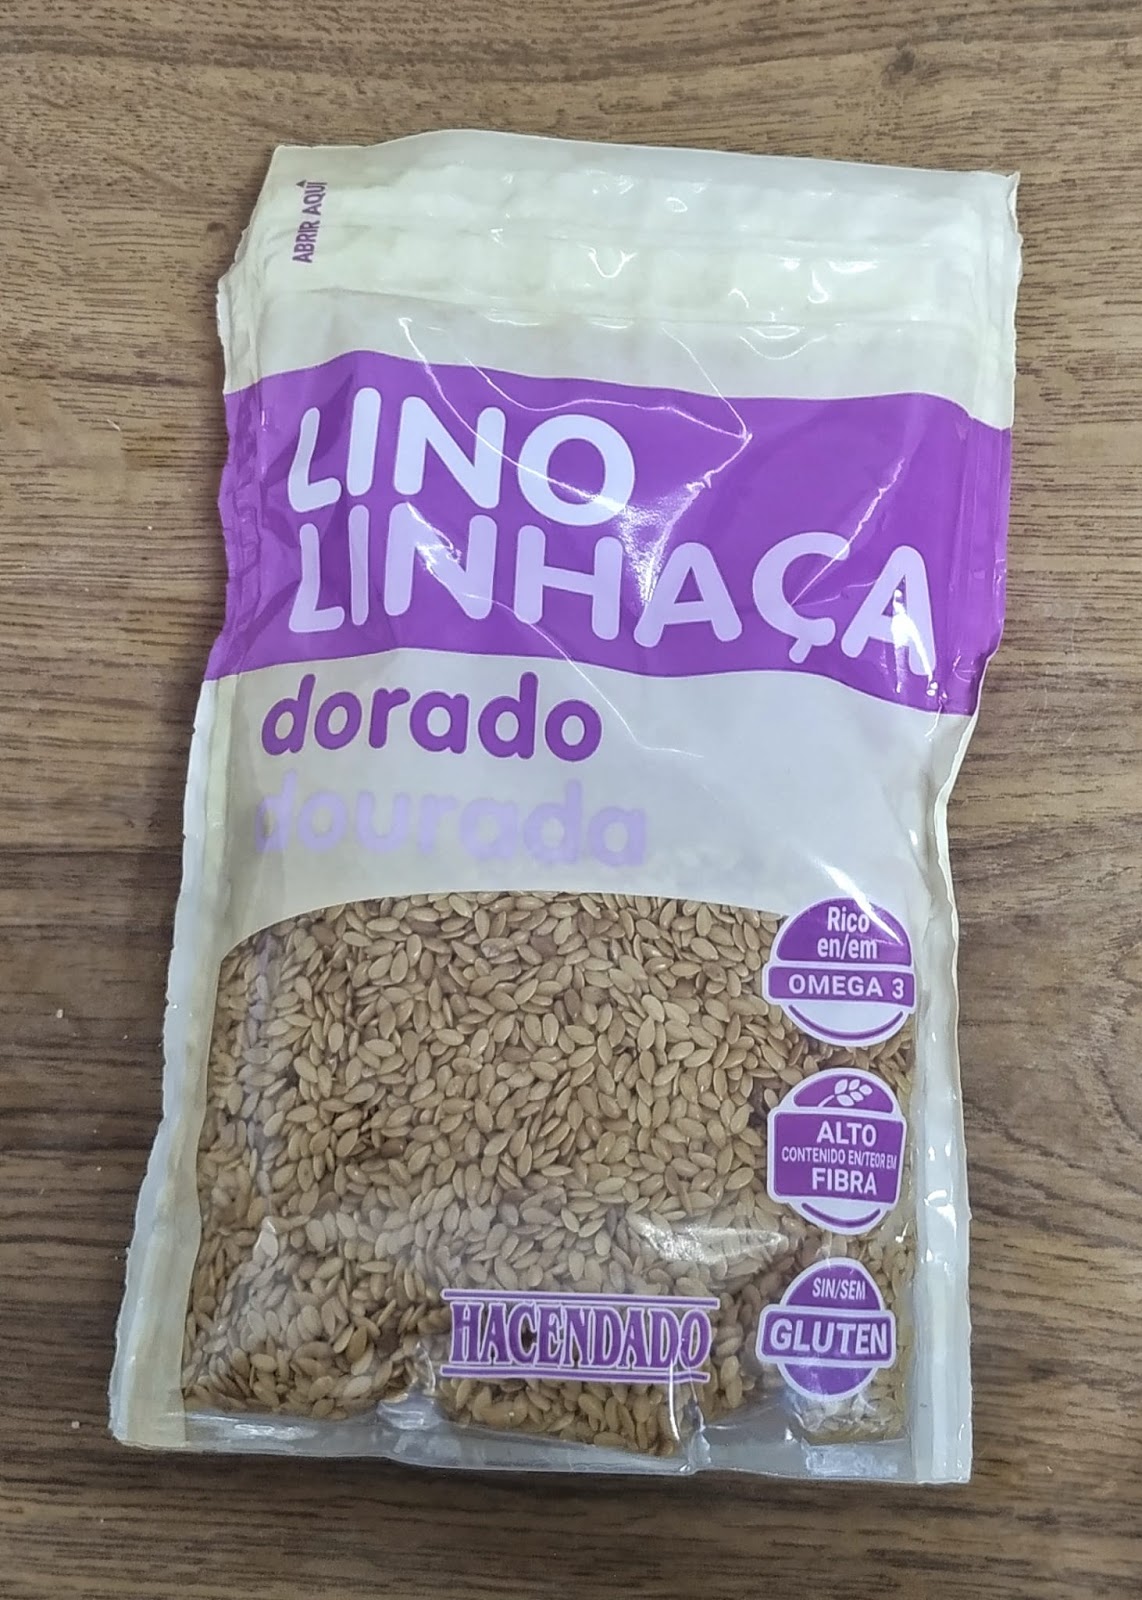 ABRIR AQUÍ
LINO
LINHAÇA
dorado
dourada
Rico
en/em
OMEGA 3
ALTO
CONTENIDO EN/TEOR EM
FIBRA
SIN/SEM
GLUTEN
HACENDADO